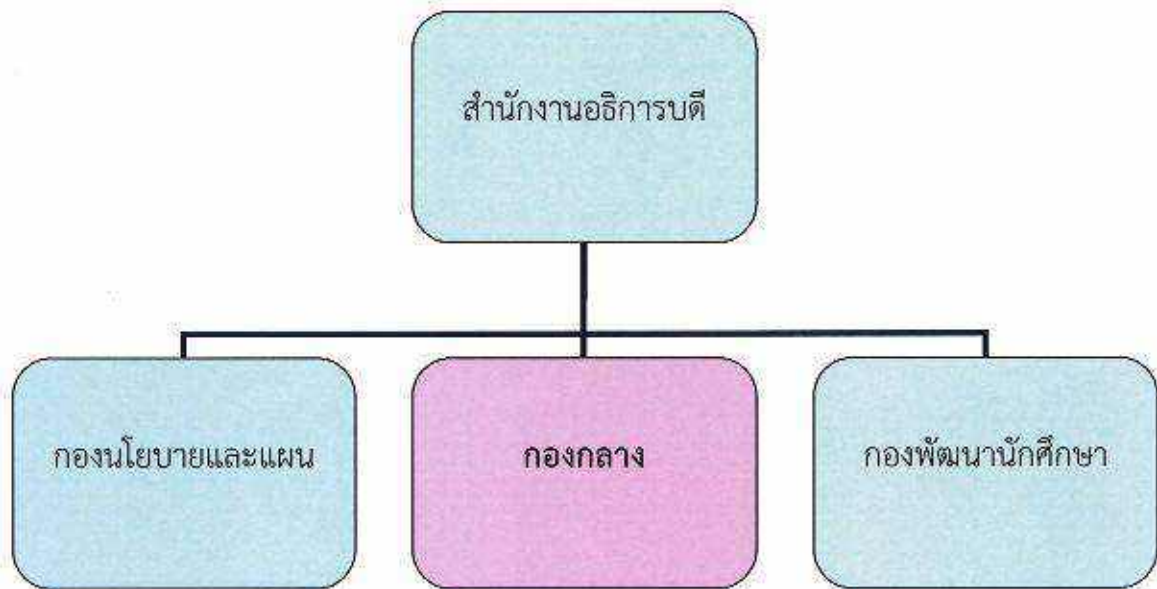 สำนักงานอธิการบดี
กองนโยบายและแผน
กองกลาง
กองพัฒนานักศึกษา